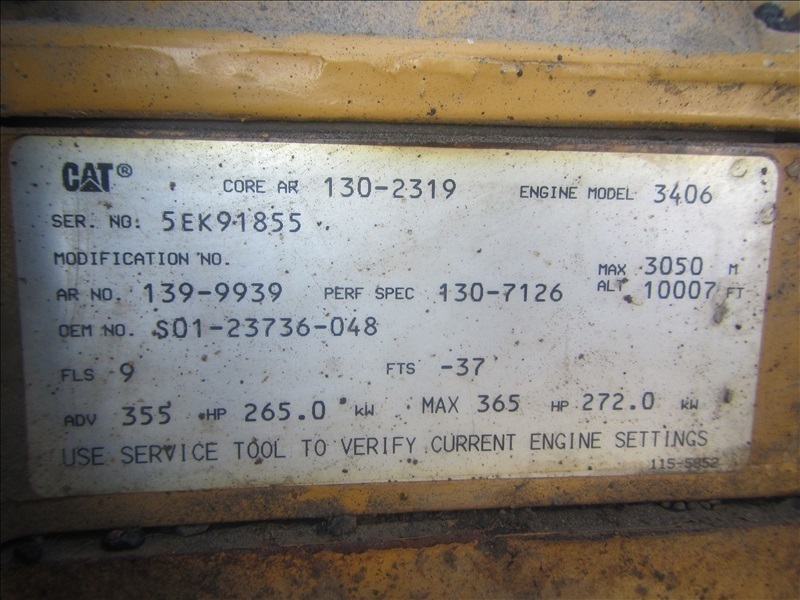 CAT® CORE AR 130-2319 ENGINE MODEL 3406
SER. NO: 5EK91855
MODIFICATION NO.
AR NO. 139-9939 PERF SPEC 130-7126 MAX ALT 3050 M 10007 FT
OEM NO. S01-23736-048
FLS 9 FTS -37
ADV 355 HP 265.0 kW MAX 365 HP 272.0 kW
USE SERVICE TOOL TO VERIFY CURRENT ENGINE SETTINGS
115-5852